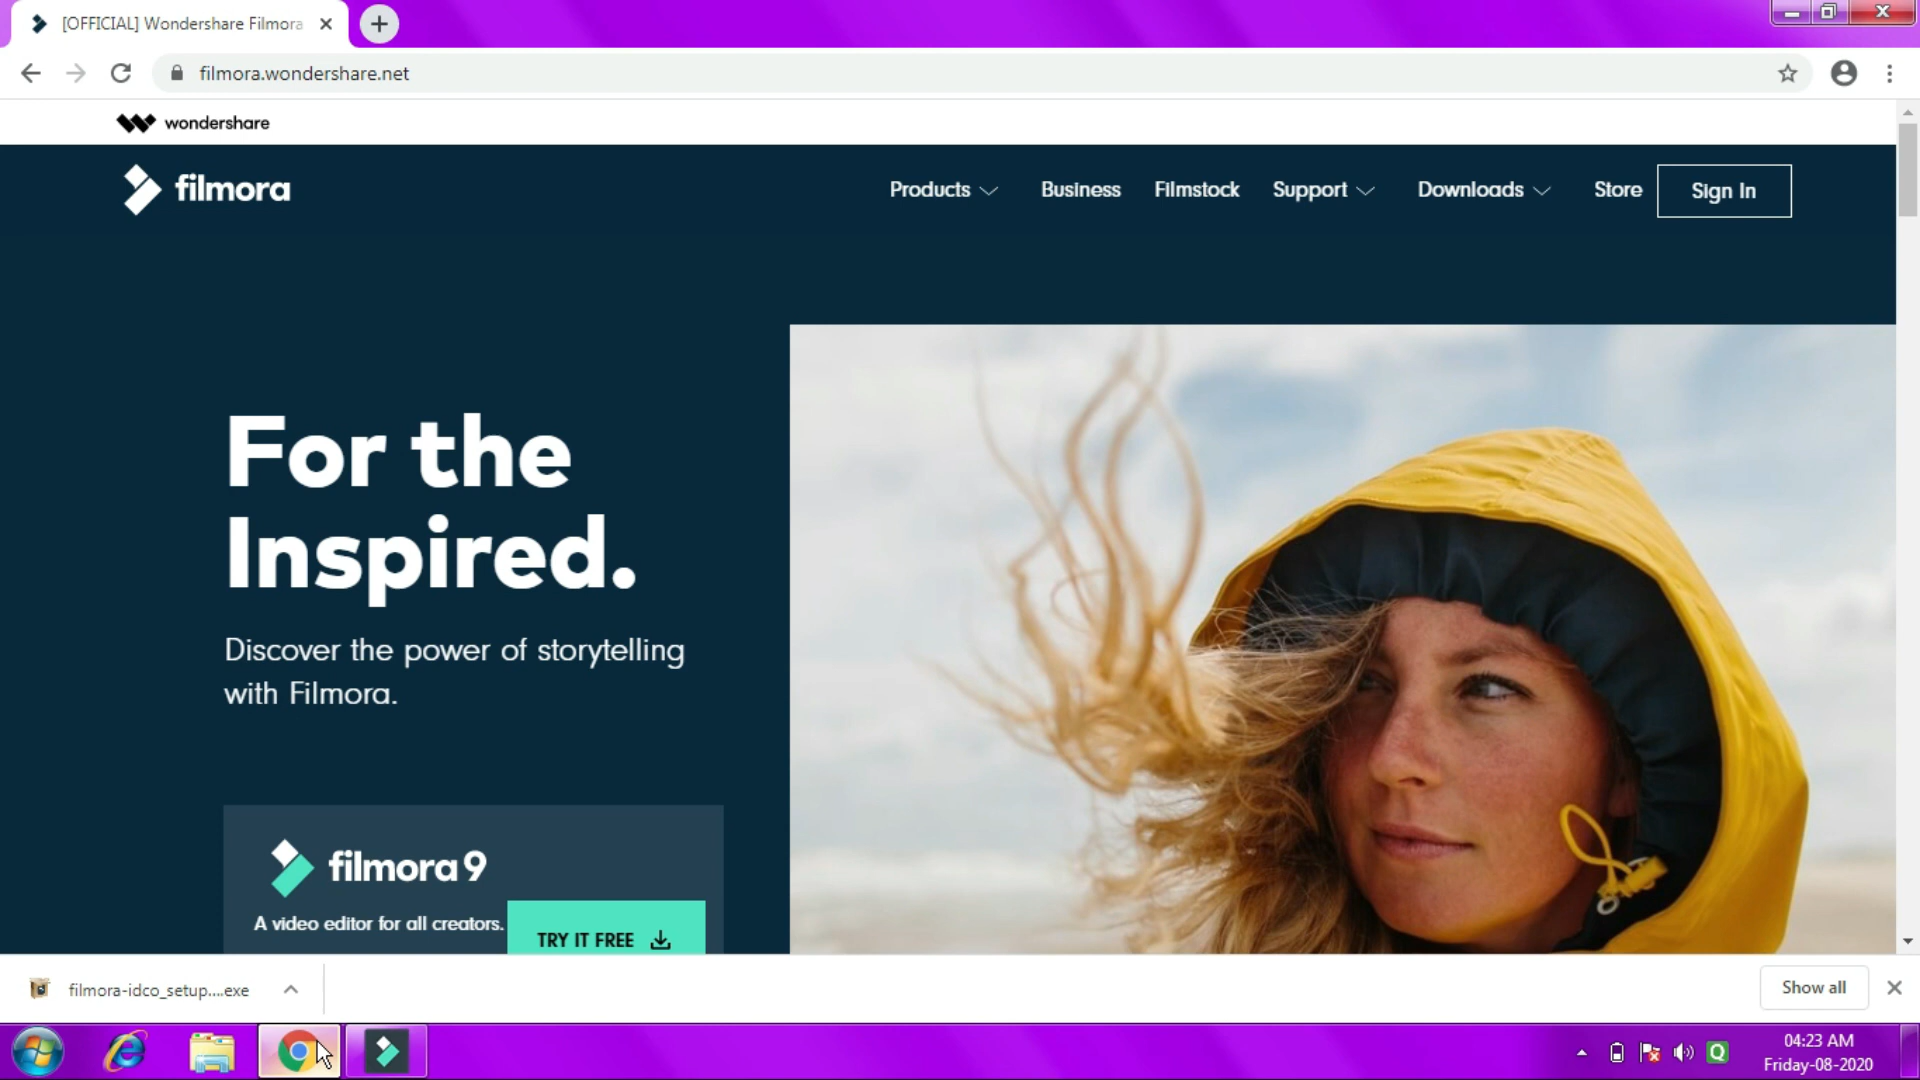 [OFFICIAL] Wondershare Filmora
filmora.wondershare.net
wondershare
filmora
Products
Business
Filmstock
Support
Downloads
Store
Sign In
For the
Inspired.
Discover the power of storytelling
with Filmora.
filmora9
A video editor for all creators.
TRY IT FREE
filmora-idco_setup....exe
Show all
04:23 AM
Friday-08-2020